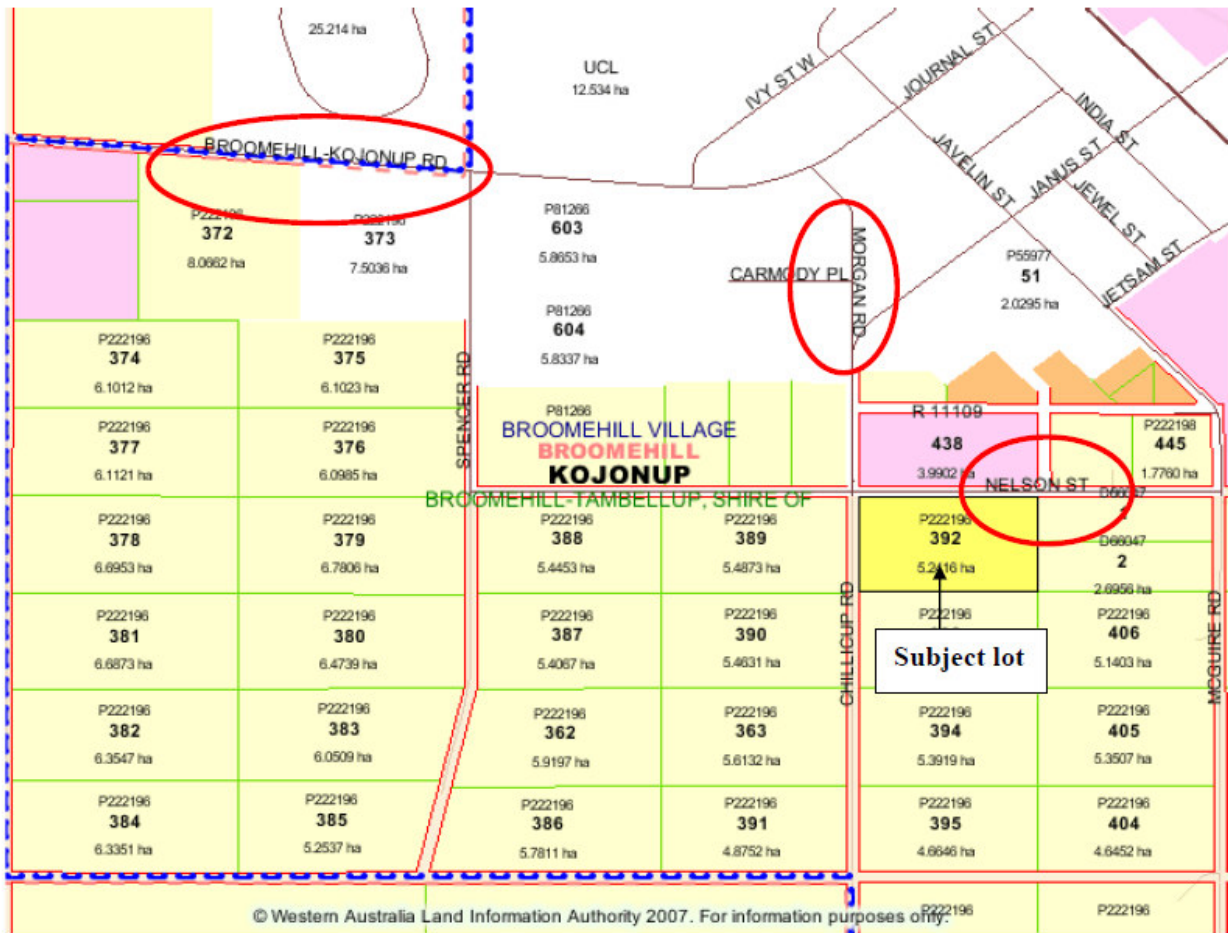 25.214 ha
UCL
12.534 ha
IVY ST W
JOURNAL ST
INDIA ST
JAVELIN ST
JANUS ST
JEWEL ST
JETSAM ST
BROOMEHILL-KOJONUP RD
P222196
372
8.0662 ha
373
7.5036 ha
P81266
603
5.8653 ha
CARMODY PL
MORGAN RD
P55977
51
2.0295 ha
P81266
604
5.8337 ha
P222196
374
6.1012 ha
P222196
375
6.1023 ha
SPENCER RD
P81266
BROOMEHILL VILLAGE
BROOMEHILL
KOJONUP
BROOMEHILL-TAMBELLUP, SHIRE OF
R 11109
438
3.9902 ha
P222198
445
1.7760 ha
NELSON ST
P222196
377
6.1121 ha
P222196
376
6.0985 ha
P222196
378
6.6953 ha
P222196
379
6.7806 ha
P222196
388
5.4453 ha
P222196
389
5.4873 ha
P222196
392
5.2416 ha
D66047
D66047
2
2.6956 ha
P222196
381
6.6873 ha
P222196
380
6.4739 ha
P222196
387
5.4067 ha
P222196
390
5.4631 ha
CHILLICUP RD
P222196
Subject lot
P222196
406
5.1403 ha
MCGUIRE RD
P222196
382
6.3547 ha
P222196
383
6.0509 ha
P222196
362
5.9197 ha
P222196
363
5.6132 ha
P222196
394
5.3919 ha
P222196
405
5.3507 ha
P222196
384
6.3351 ha
P222196
385
5.2537 ha
P222196
386
5.7811 ha
P222196
391
4.8752 ha
P222196
395
4.6646 ha
P222196
404
4.6452 ha
© Western Australia Land Information Authority 2007. For information purposes only.
P222196
P222196